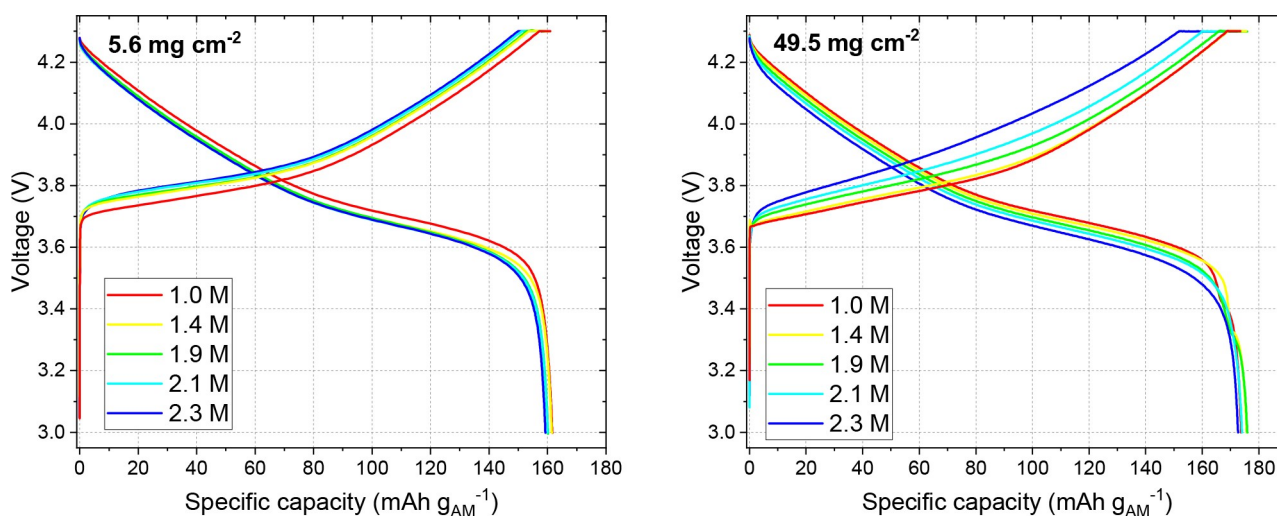 5.6 mg cm⁻²
Voltage (V)
4.2
4.0
3.8
3.6
3.4
3.2
3.0
1.0 M
1.4 M
1.9 M
2.1 M
2.3 M
0 20 40 60 80 100 120 140 160 180
Specific capacity (mAh g_AM⁻¹)
49.5 mg cm⁻²
Voltage (V)
4.2
4.0
3.8
3.6
3.4
3.2
3.0
1.0 M
1.4 M
1.9 M
2.1 M
2.3 M
0 20 40 60 80 100 120 140 160 180
Specific capacity (mAh g_AM⁻¹)